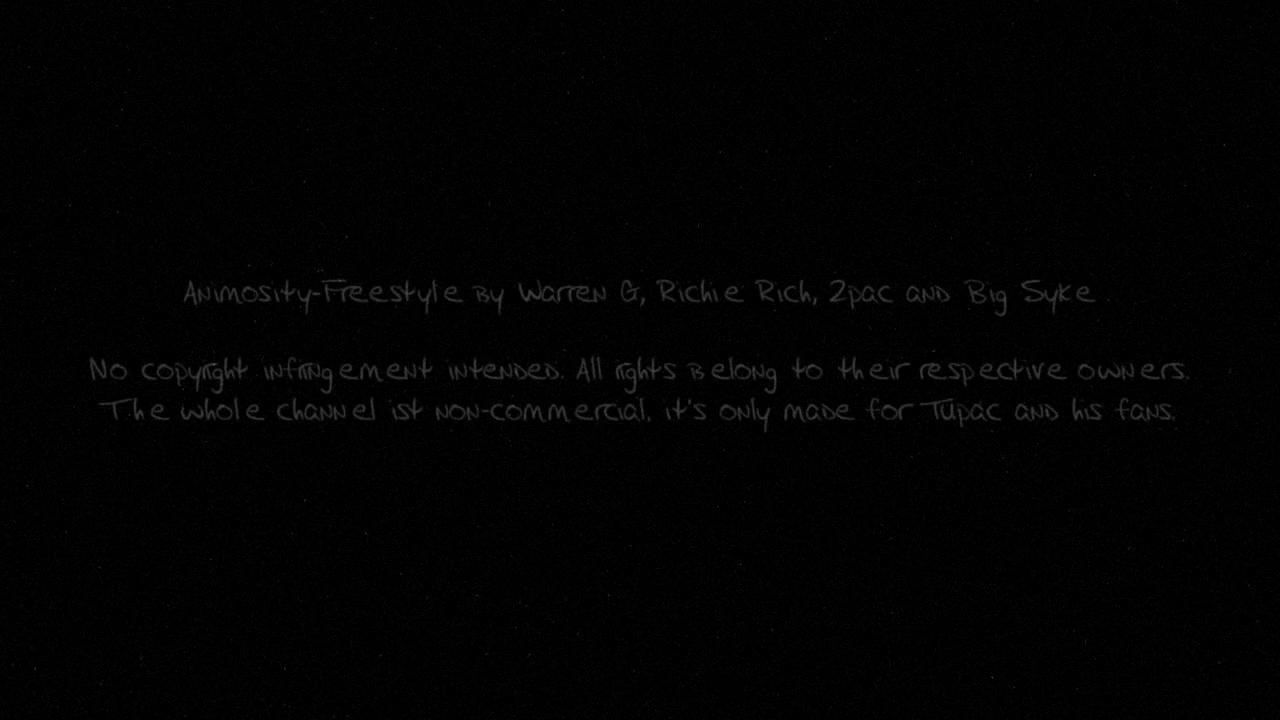 Animosity-Freestyle by Warren G, Richie Rich, 2pac and Big Syke
No copyright infringement intended. All rights belong to their respective owners.
The whole channel ist non-commercial, it's only made for Tupac and his fans.